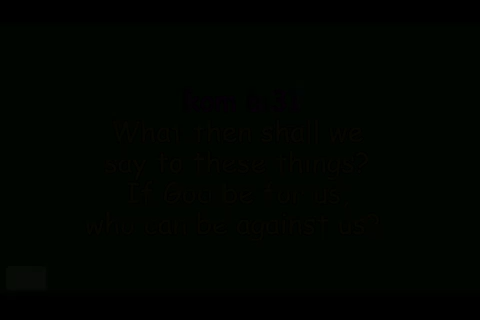 What then shall we
say to these things?
If God be for us
who can be against us?